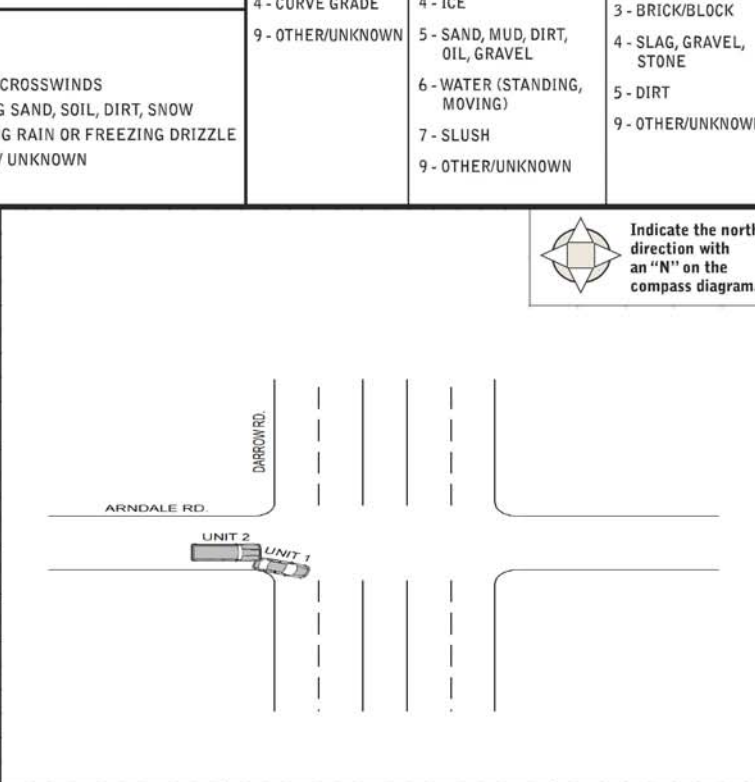 CROSSWINDS
SAND, SOIL, DIRT, SNOW
RAIN OR FREEZING DRIZZLE
/ UNKNOWN
4 - CURVE GRADE
9 - OTHER/UNKNOWN
4 - ICE
5 - SAND, MUD, DIRT,
OIL, GRAVEL
6 - WATER (STANDING,
MOVING)
7 - SLUSH
9 - OTHER/UNKNOWN
3 - BRICK/BLOCK
4 - SLAG, GRAVEL,
STONE
5 - DIRT
9 - OTHER/UNKNOWN
Indicate the north
direction with
an “N” on the
compass diagram.
DARROW RD.
ARNDALE RD.
UNIT 2
UNIT 1